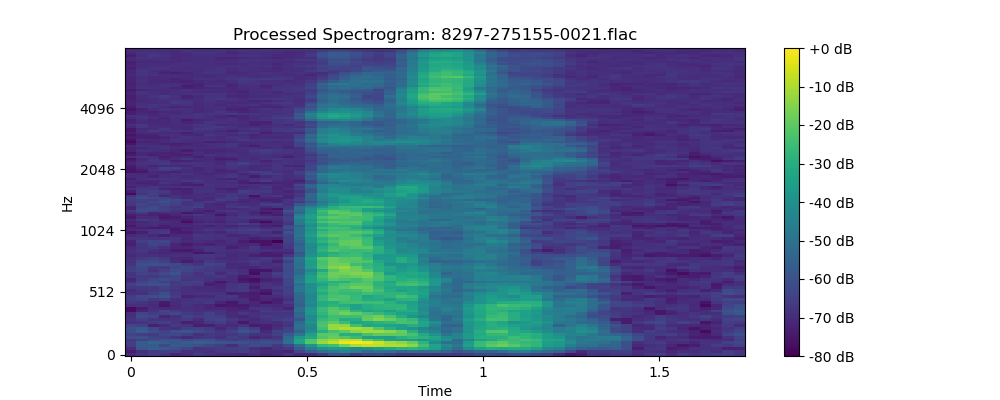 Processed Spectrogram: 8297-275155-0021.flac
+0 dB
-10 dB
-20 dB
-30 dB
-40 dB
-50 dB
-60 dB
-70 dB
-80 dB
4096
2048
1024
512
0
Hz
0
0.5
1
1.5
Time